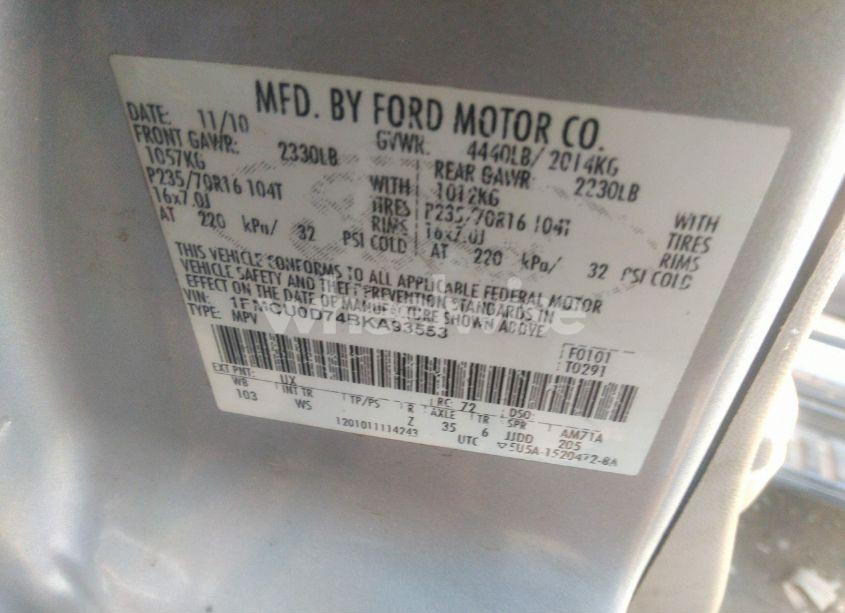 MFD. BY FORD MOTOR CO.
DATE: 11/10
GVWR: 4440LB/ 2014KG
FRONT GAWR: 2330LB
1057KG
P235/70R16 104T WITH
16x7.0J TIRES
RIMS
AT 220 kPa/ 32 PSI COLD
REAR GAWR: 2230LB
1012KG
P235/70R16 104T WITH
16x7.0J TIRES
RIMS
AT 220 kPa/ 32 PSI COLD
THIS VEHICLE CONFORMS TO ALL APPLICABLE FEDERAL MOTOR
VEHICLE SAFETY AND THEFT PREVENTION STANDARDS IN
EFFECT ON THE DATE OF MANUFACTURE SHOWN ABOVE.
VIN: 1FMCU0D74BKA93553
TYPE: MPV
F0101
T0291
EXT PNT: UX RC: 72 DSO:
WB INT TR TP/PS R AXLE TR SPR AM71A
103 WS Z 35 6 JJDD 205
1201011114243 UTC 5U5A-1520472-BA